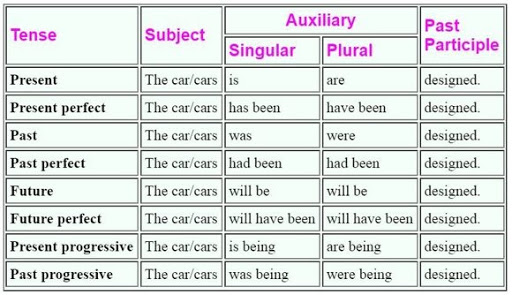 Tense Subject Auxiliary Past Participle
Singular Plural
Present The car/cars is are designed.
Present perfect The car/cars has been have been designed.
Past The car/cars was were designed.
Past perfect The car/cars had been had been designed.
Future The car/cars will be will be designed.
Future perfect The car/cars will have been will have been designed.
Present progressive The car/cars is being are being designed.
Past progressive The car/cars was being were being designed.